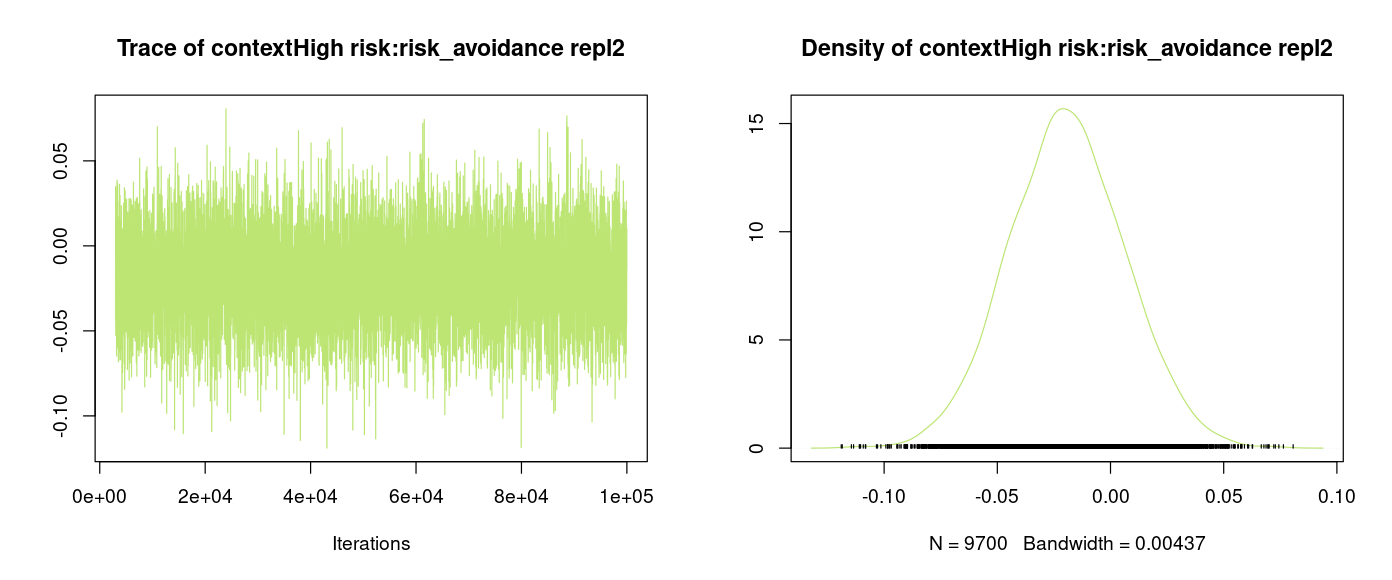 Trace of contextHigh risk:risk_avoidance repl2
0.05
0.00
-0.05
-0.10
0e+00 2e+04 4e+04 6e+04 8e+04 1e+05
Iterations
Density of contextHigh risk:risk_avoidance repl2
15
10
5
0
-0.10 -0.05 0.00 0.05 0.10
N = 9700 Bandwidth = 0.00437